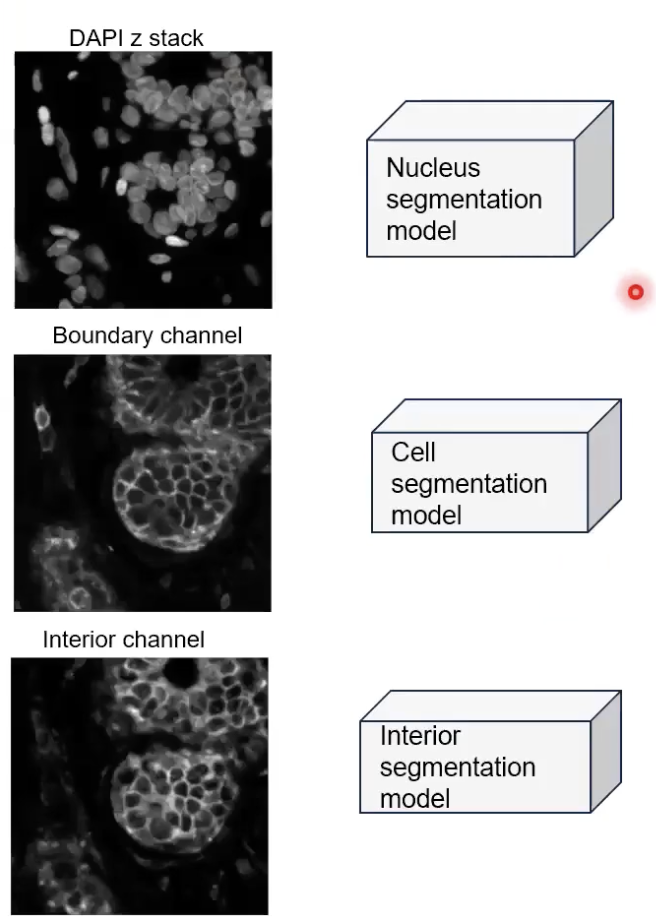 DAPI z stack
Nucleus
segmentation
model
Boundary channel
Cell
segmentation
model
Interior channel
Interior
segmentation
model